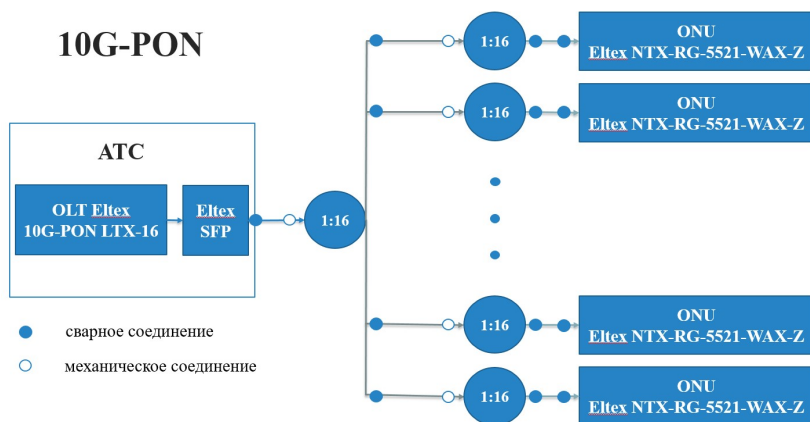 10G-PON
ATC
OLT Eltex
10G-PON LTX-16
Eltex
SFP
1:16
1:16
ONU
Eltex NTX-RG-5521-WAX-Z
1:16
ONU
Eltex NTX-RG-5521-WAX-Z
1:16
ONU
Eltex NTX-RG-5521-WAX-Z
1:16
ONU
Eltex NTX-RG-5521-WAX-Z
сварное соединение
механическое соединение